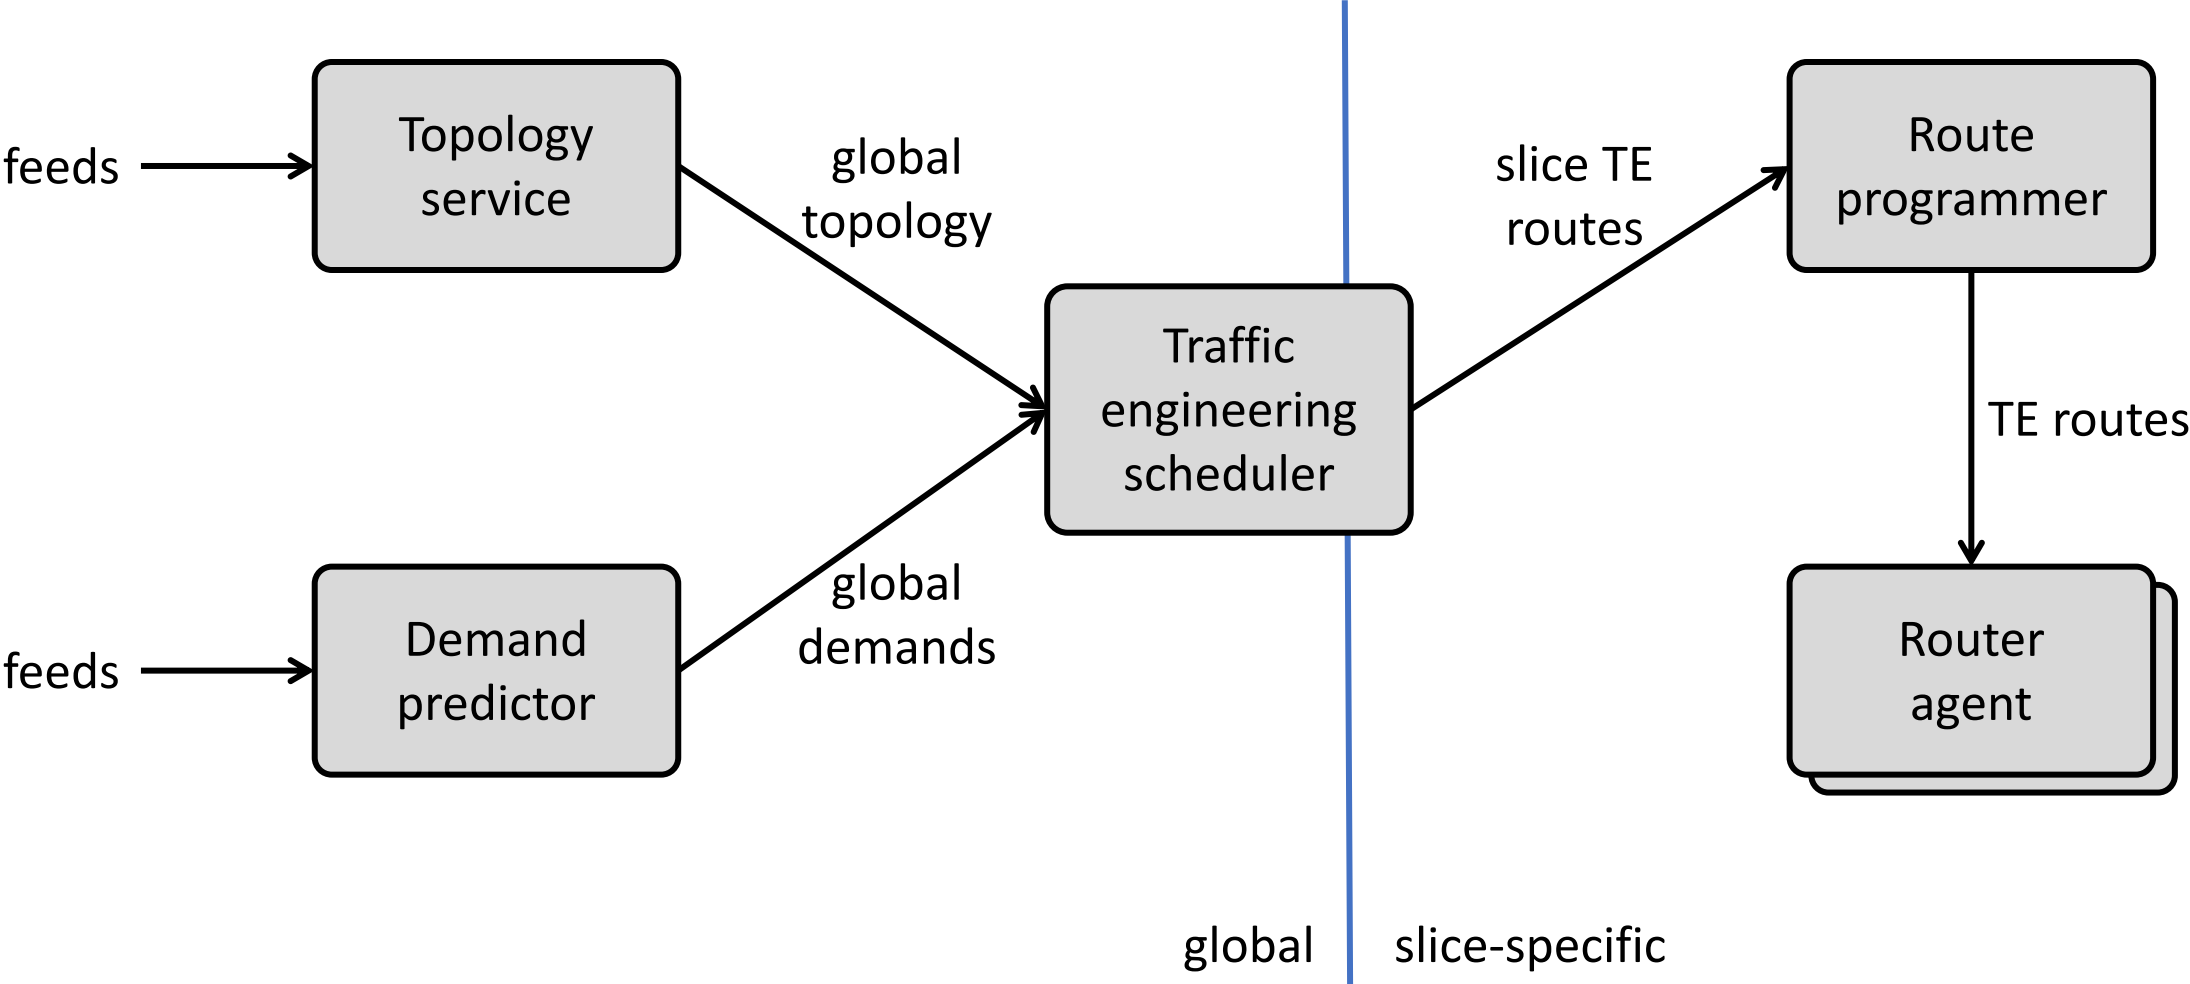 feeds
Topology
service
global
topology
slice TE
routes
Route
programmer
Traffic
engineering
scheduler
TE routes
feeds
Demand
predictor
global
demands
Router
agent
global
slice-specific